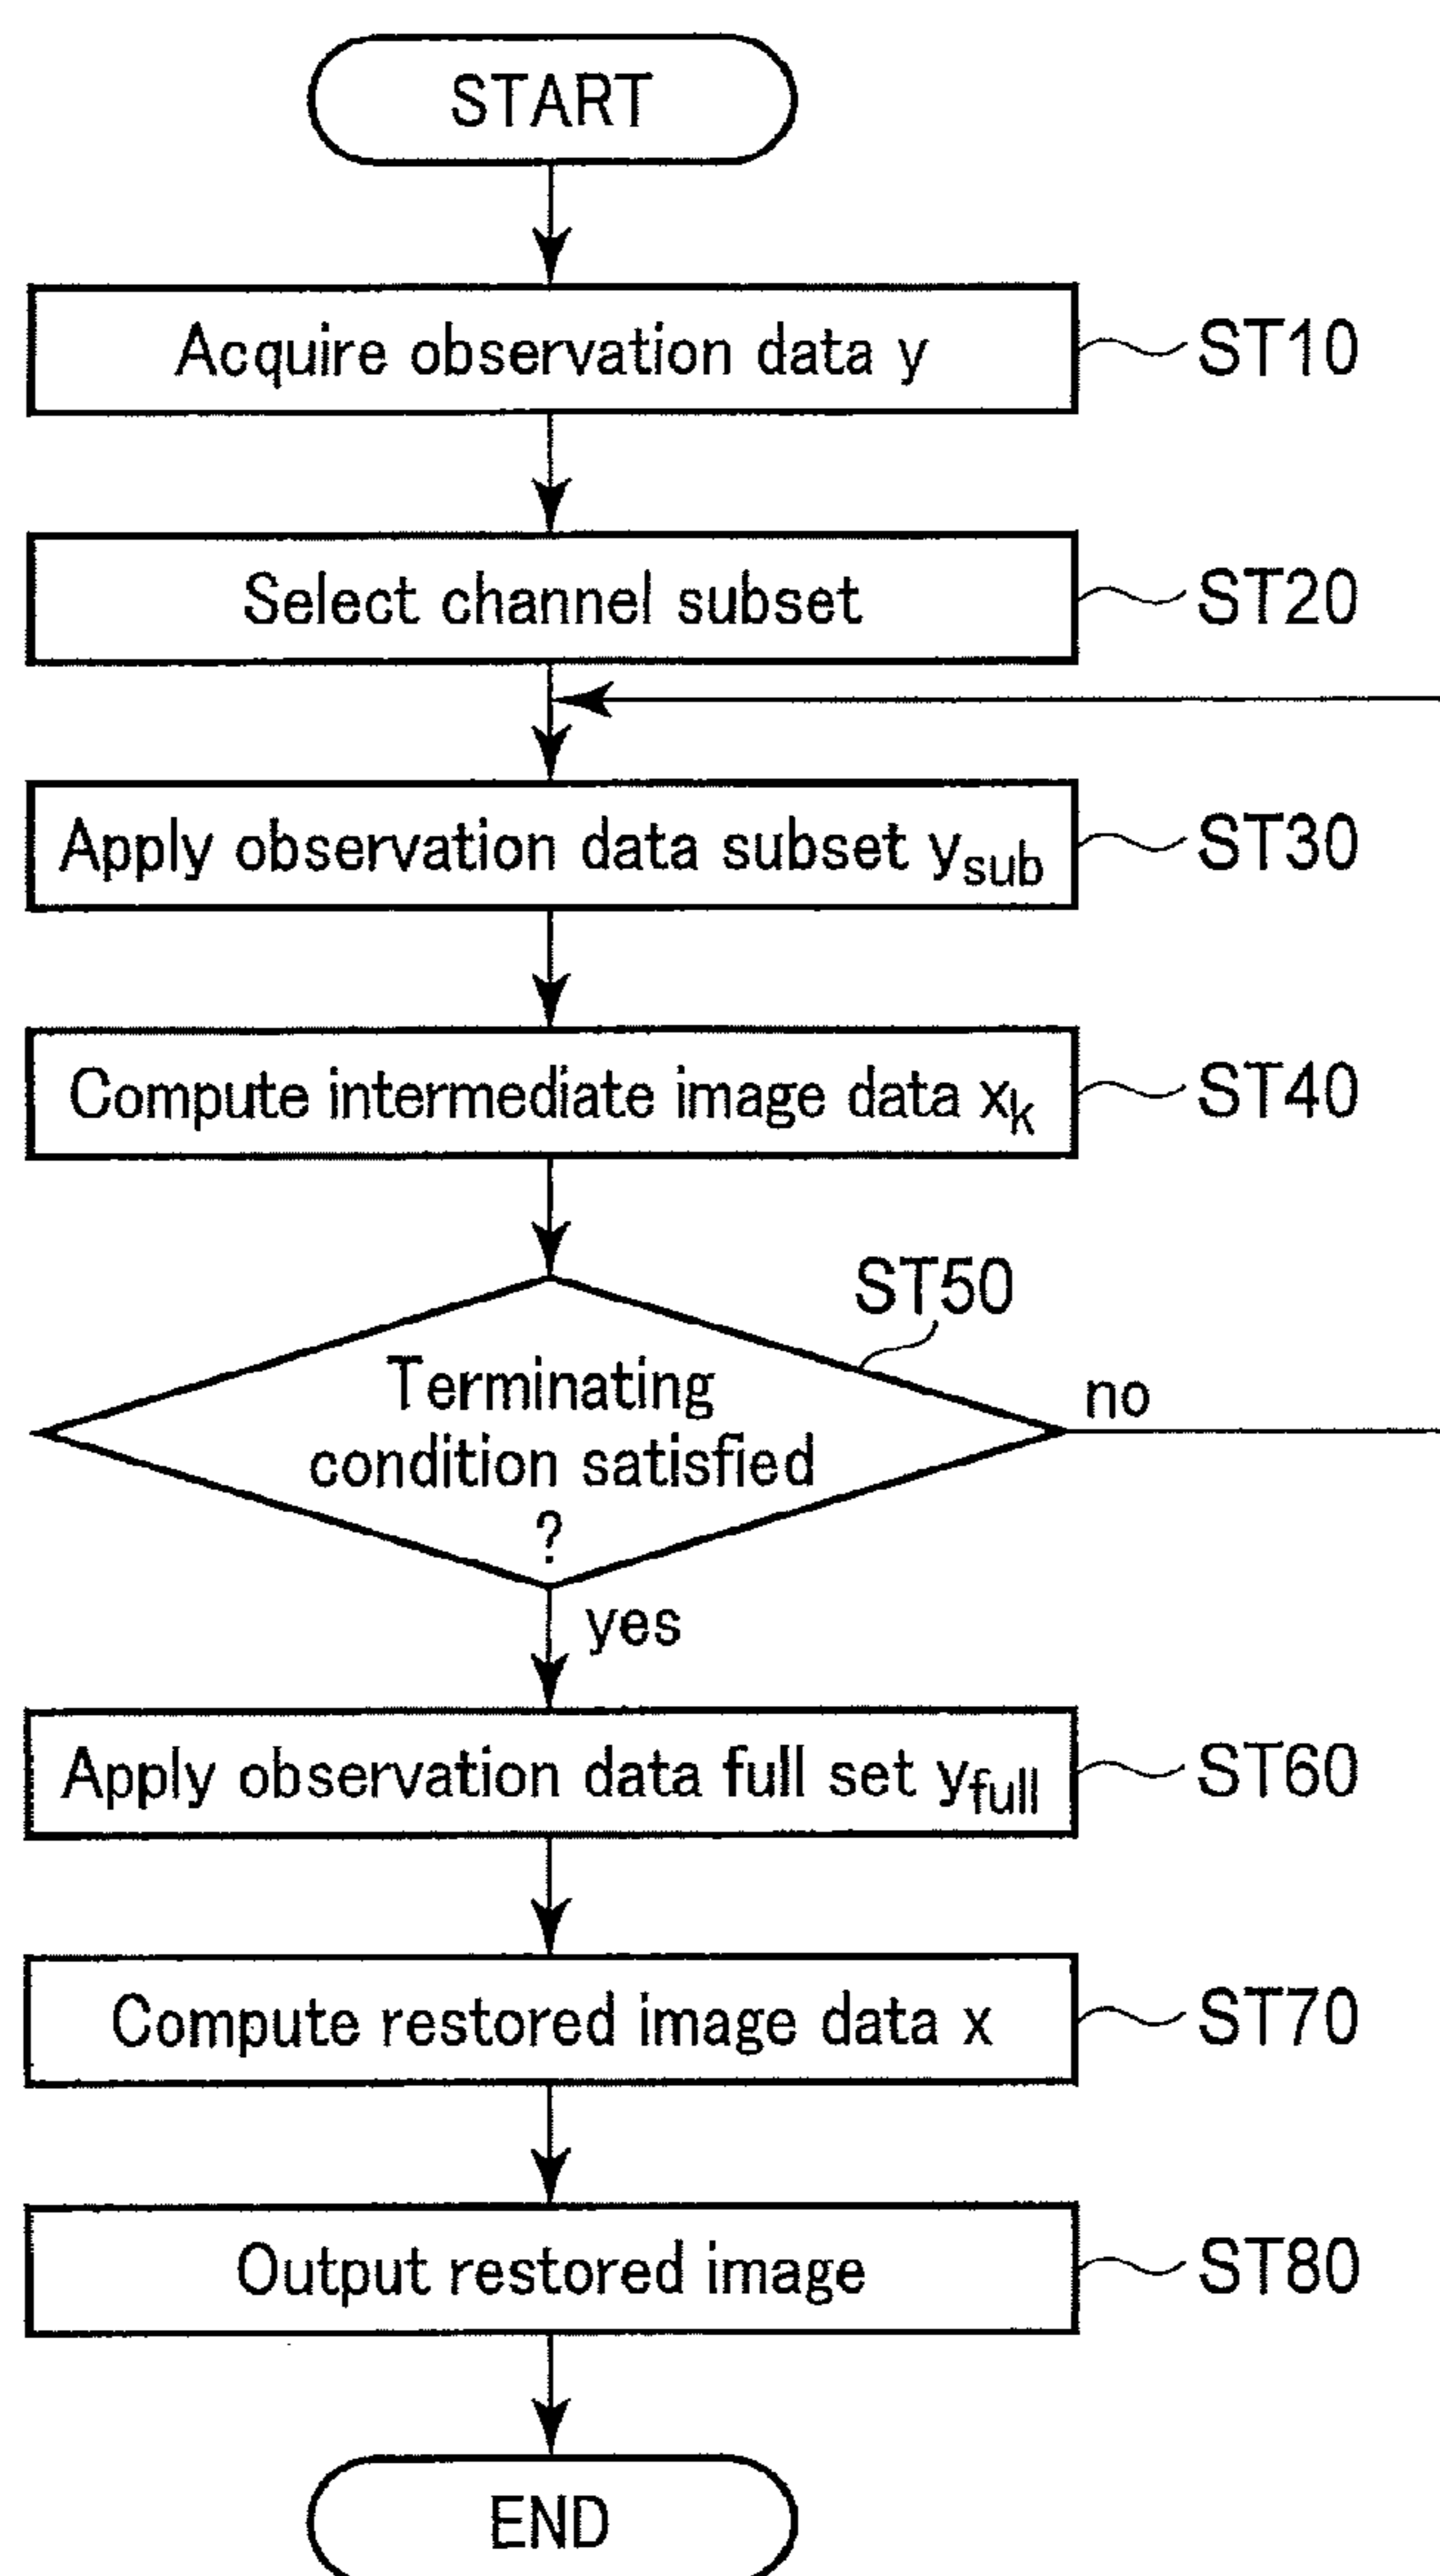 START
Acquire observation data y
ST10
Select channel subset
ST20
Apply observation data subset ysub
ST30
Compute intermediate image data xk
ST40
ST50
Terminating
condition satisfied
?
no
yes
Apply observation data full set yfull
ST60
Compute restored image data x
ST70
Output restored image
ST80
END